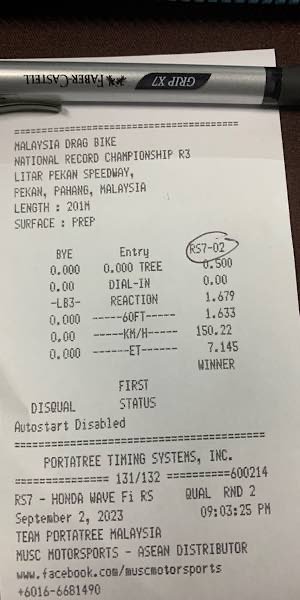 FABER-CASTELL GRIP X7
MALAYSIA DRAG BIKE
NATIONAL RECORD CHAMPIONSHIP R3
LITAR PEKAN SPEEDWAY,
PEKAN, PAHANG, MALAYSIA
LENGTH : 201M
SURFACE : PREP
BYE Entry RS7-02
0.000 0.000 TREE 0.500
0.00 DIAL-IN 0.00
-LB3- REACTION 1.679
0.000 -----60FT----- 1.633
0.00 -----KM/H----- 150.22
0.000 ------ET------ 7.145
WINNER
FIRST
DISQUAL STATUS
Autostart Disabled
PORTATREE TIMING SYSTEMS, INC.
=============== 131/132 ==========600214
RS7 - HONDA WAVE Fi RS QUAL RND 2
September 2, 2023 09:03:25 PM
TEAM PORTATREE MALAYSIA
MUSC MOTORSPORTS - ASEAN DISTRIBUTOR
www.facebook.com/muscmotorsports
+6016-6681490